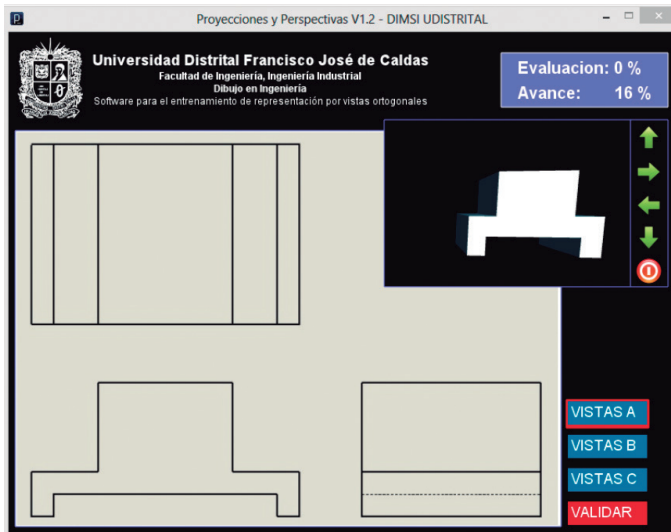 Proyecciones y Perspectivas V1.2 - DIMSI UDISTRITAL
Universidad Distrital Francisco José de Caldas
Facultad de Ingeniería, Ingeniería Industrial
Dibujo en Ingeniería
Software para el entrenamiento de representación por vistas ortogonales
Evaluacion: 0 %
Avance: 16 %
VISTAS A
VISTAS B
VISTAS C
VALIDAR